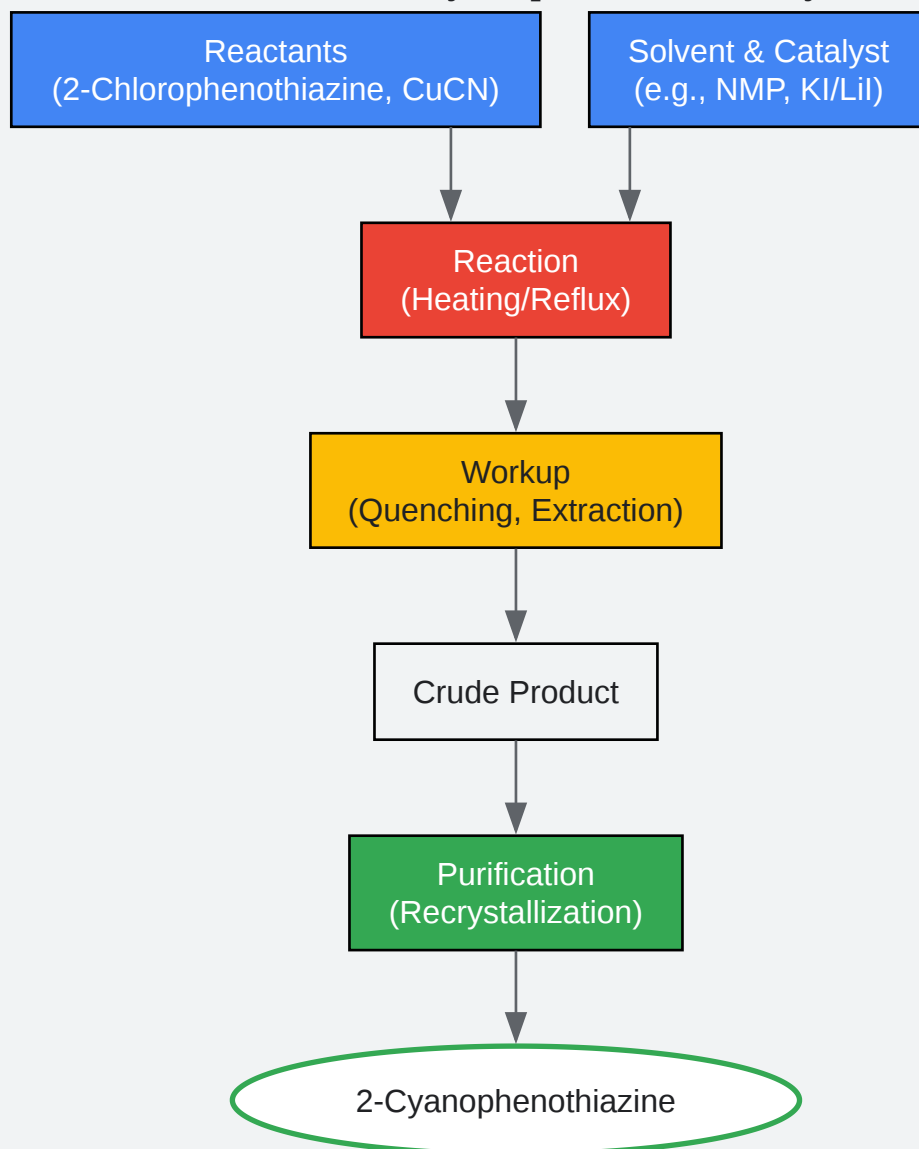 Reactants
(2-Chlorophenothiazine, CuCN)
Solvent & Catalyst
(e.g., NMP, KI/LiI)
Reaction
(Heating/Reflux)
Workup
(Quenching, Extraction)
Crude Product
Purification
(Recrystallization)
2-Cyanophenothiazine